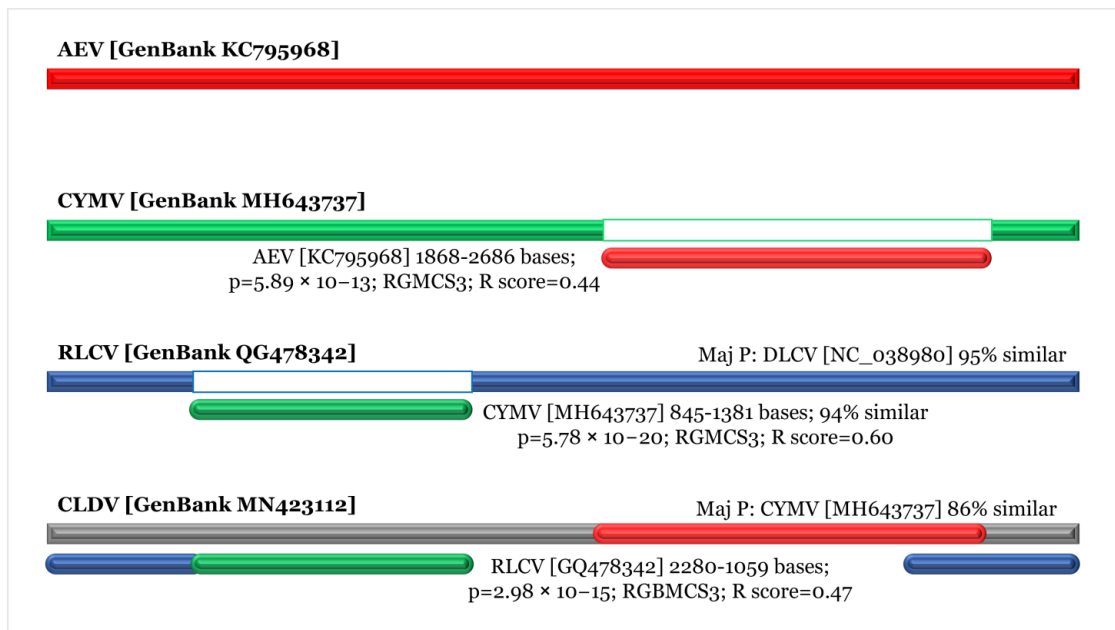 AEV [GenBank KC795968]
CYMV [GenBank MH643737]
AEV [KC795968] 1868-2686 bases;
p=5.89 × 10−13; RGMCS3; R score=0.44
RLCV [GenBank QG478342]
Maj P: DLCV [NC_038980] 95% similar
CYMV [MH643737] 845-1381 bases; 94% similar
p=5.78 × 10−20; RGMCS3; R score=0.60
CLDV [GenBank MN423112]
Maj P: CYMV [MH643737] 86% similar
RLCV [GQ478342] 2280-1059 bases;
p=2.98 × 10−15; RGBMCS3; R score=0.47